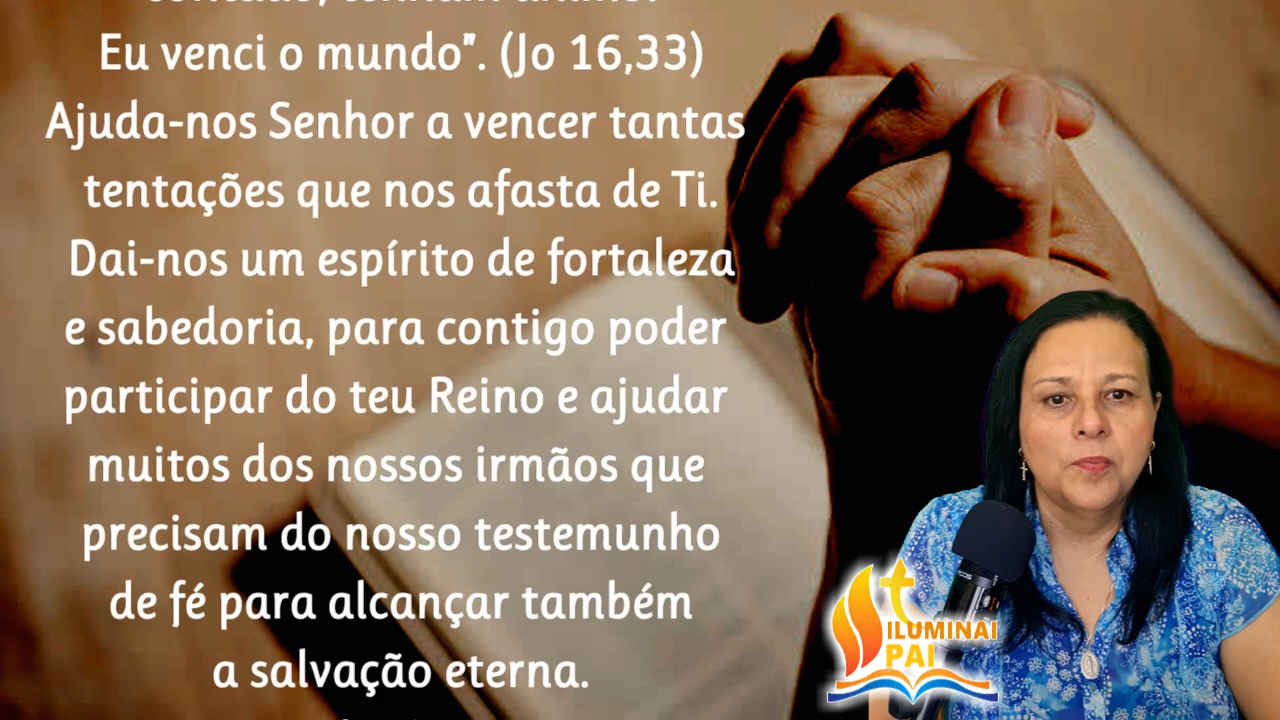 Eu venci o mundo". (Jo 16,33)
Ajuda-nos Senhor a vencer tantas
tentações que nos afasta de Ti.
Dai-nos um espírito de fortaleza
e sabedoria, para contigo poder
participar do teu Reino e ajudar
muitos dos nossos irmãos que
precisam do nosso testemunho
de fé para alcançar também
a salvação eterna.
ILUMINAI
PAI